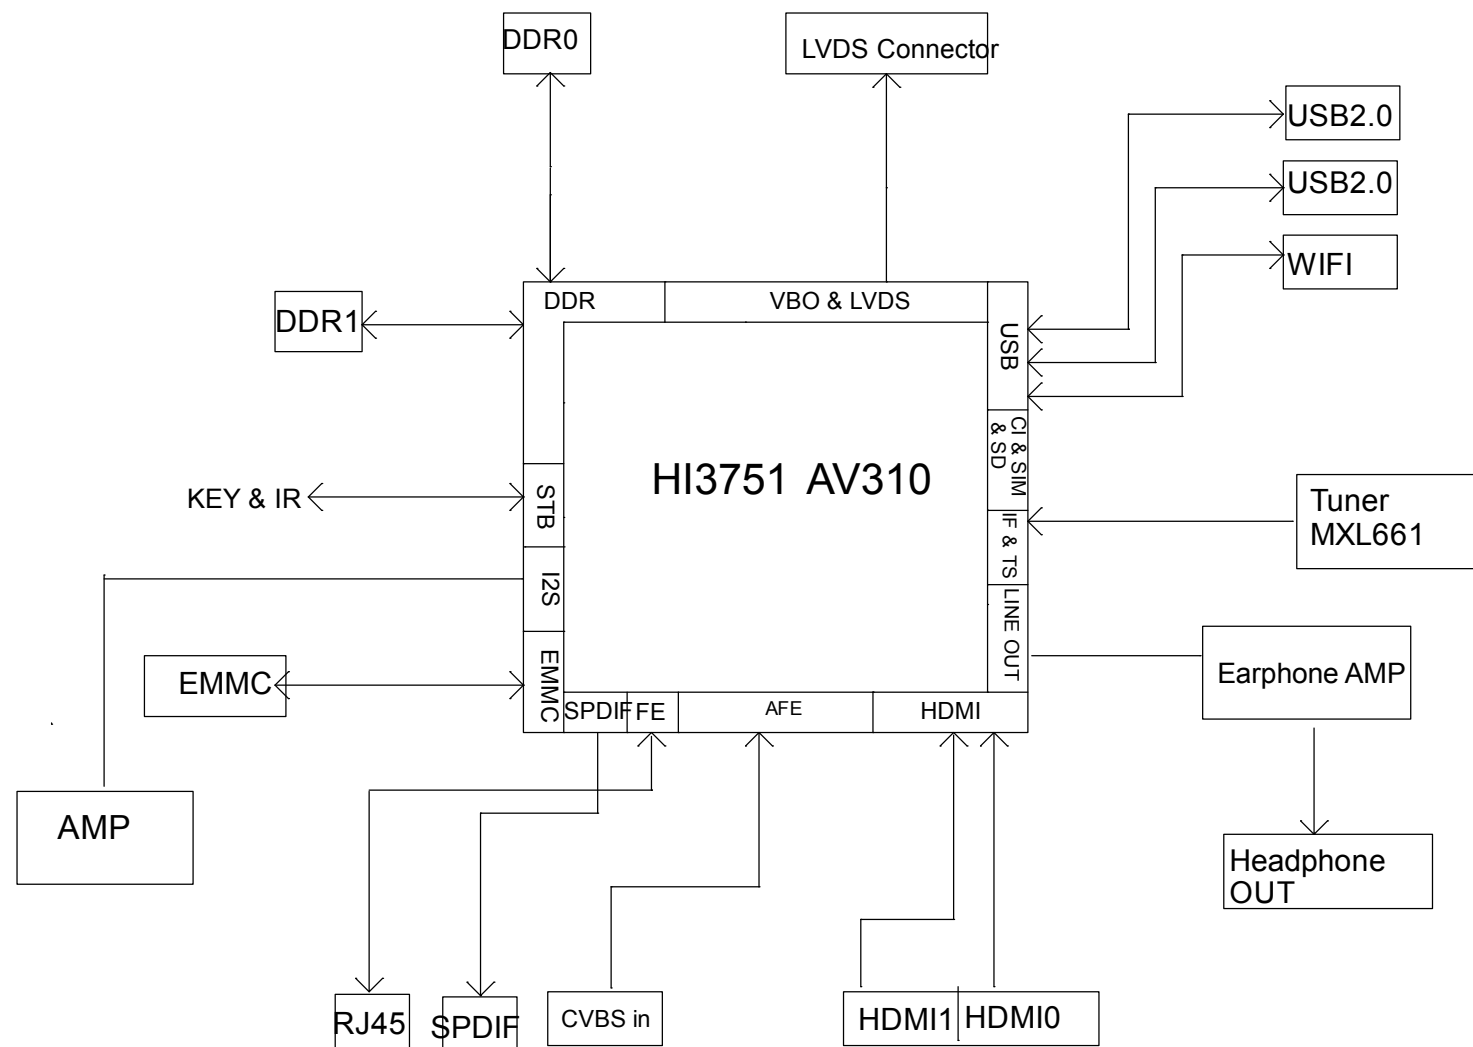 DDR0
LVDS Connector
USB2.0
USB2.0
WIFI
DDR
VBO & LVDS
DDR1
USB
CI & SIM
& SD
HI3751 AV310
KEY & IR
STB
Tuner
MXL661
IF & TS
I2S
LINE OUT
EMMC
EMMC
Earphone AMP
SPDIF
FE
AFE
HDMI
AMP
Headphone
OUT
RJ45
SPDIF
CVBS in
HDMI1
HDMI0